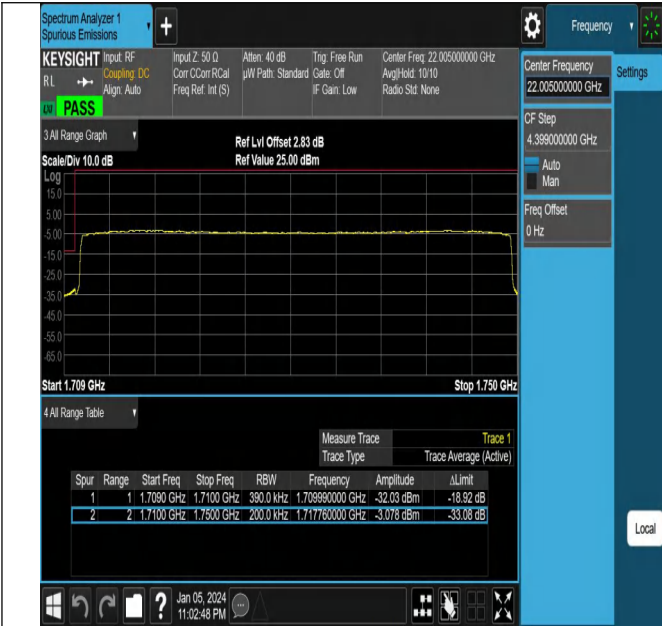 Spectrum Analyzer 1
Spurious Emissions
Frequency
KEYSIGHT
RL
Input: RF
Coupling: DC
Align: Auto
Input Z: 50 Ω
Corr CCorr RCal
Freq Ref: Int (S)
Atten: 40 dB
µW Path: Standard
Trig: Free Run
Gate: Off
IF Gain: Low
Center Freq: 22.005000000 GHz
Avg|Hold: 10/10
Radio Std: None
PASS
3 All Range Graph
Scale/Div 10.0 dB
Ref Lvl Offset 2.83 dB
Ref Value 25.00 dBm
Log
15.0
5.00
-5.00
-15.0
-25.0
-35.0
-45.0
-55.0
-65.0
Start 1.709 GHz
Stop 1.750 GHz
4 All Range Table
Measure Trace Trace 1
Trace Type Trace Average (Active)
Spur Range Start Freq Stop Freq RBW Frequency Amplitude ΔLimit
1 1 1.7090 GHz 1.7100 GHz 390.0 kHz 1.709990000 GHz -32.03 dBm -18.92 dB
2 2 1.7100 GHz 1.7500 GHz 200.0 kHz 1.717760000 GHz -3.078 dBm -33.08 dB
Jan 05, 2024
11:02:48 PM
Center Frequency
22.005000000 GHz
Settings
CF Step
4.399000000 GHz
Auto
Man
Freq Offset
0 Hz
Local